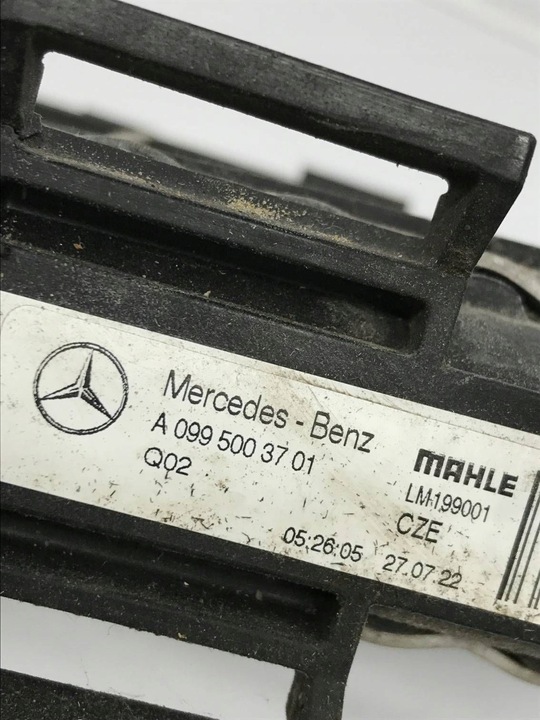 Mercedes-Benz
A 099 500 37 01
Q02
MAHLE
LM199001
CZE
05:26:05 27.07.22